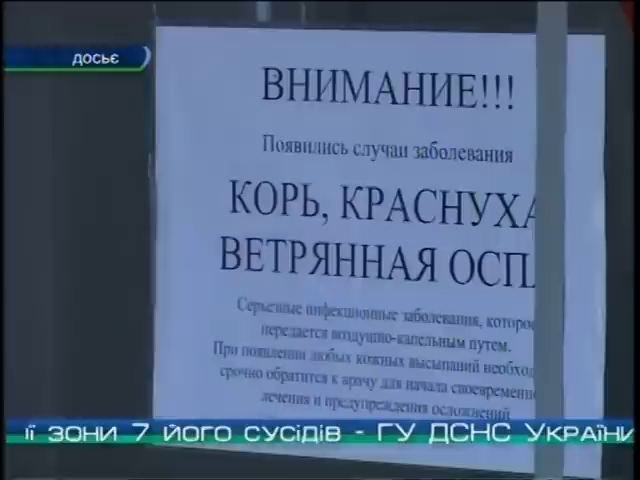 досьє
ВНИМАНИЕ!!!
Появились случаи заболевания
КОРЬ, КРАСНУХА
ВЕТРЯННАЯ ОСП
Серьезные инфекционные заболевания, которое
передается воздушно-капельным путем.
При появлении любых кожных высыпаний необход
срочно обратится к врачу для начала своевременн
лечения и предупреждения осложнений
її зони 7 його сусідів - ГУ ДСНС України